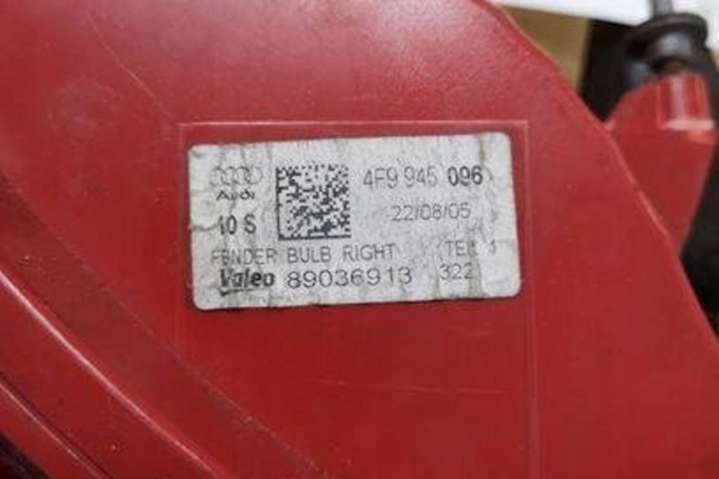 4F9 945 096
Audi
22/08/05
10 S
FENDER BULB RIGHT TEIL 1
Valeo 89036913 322